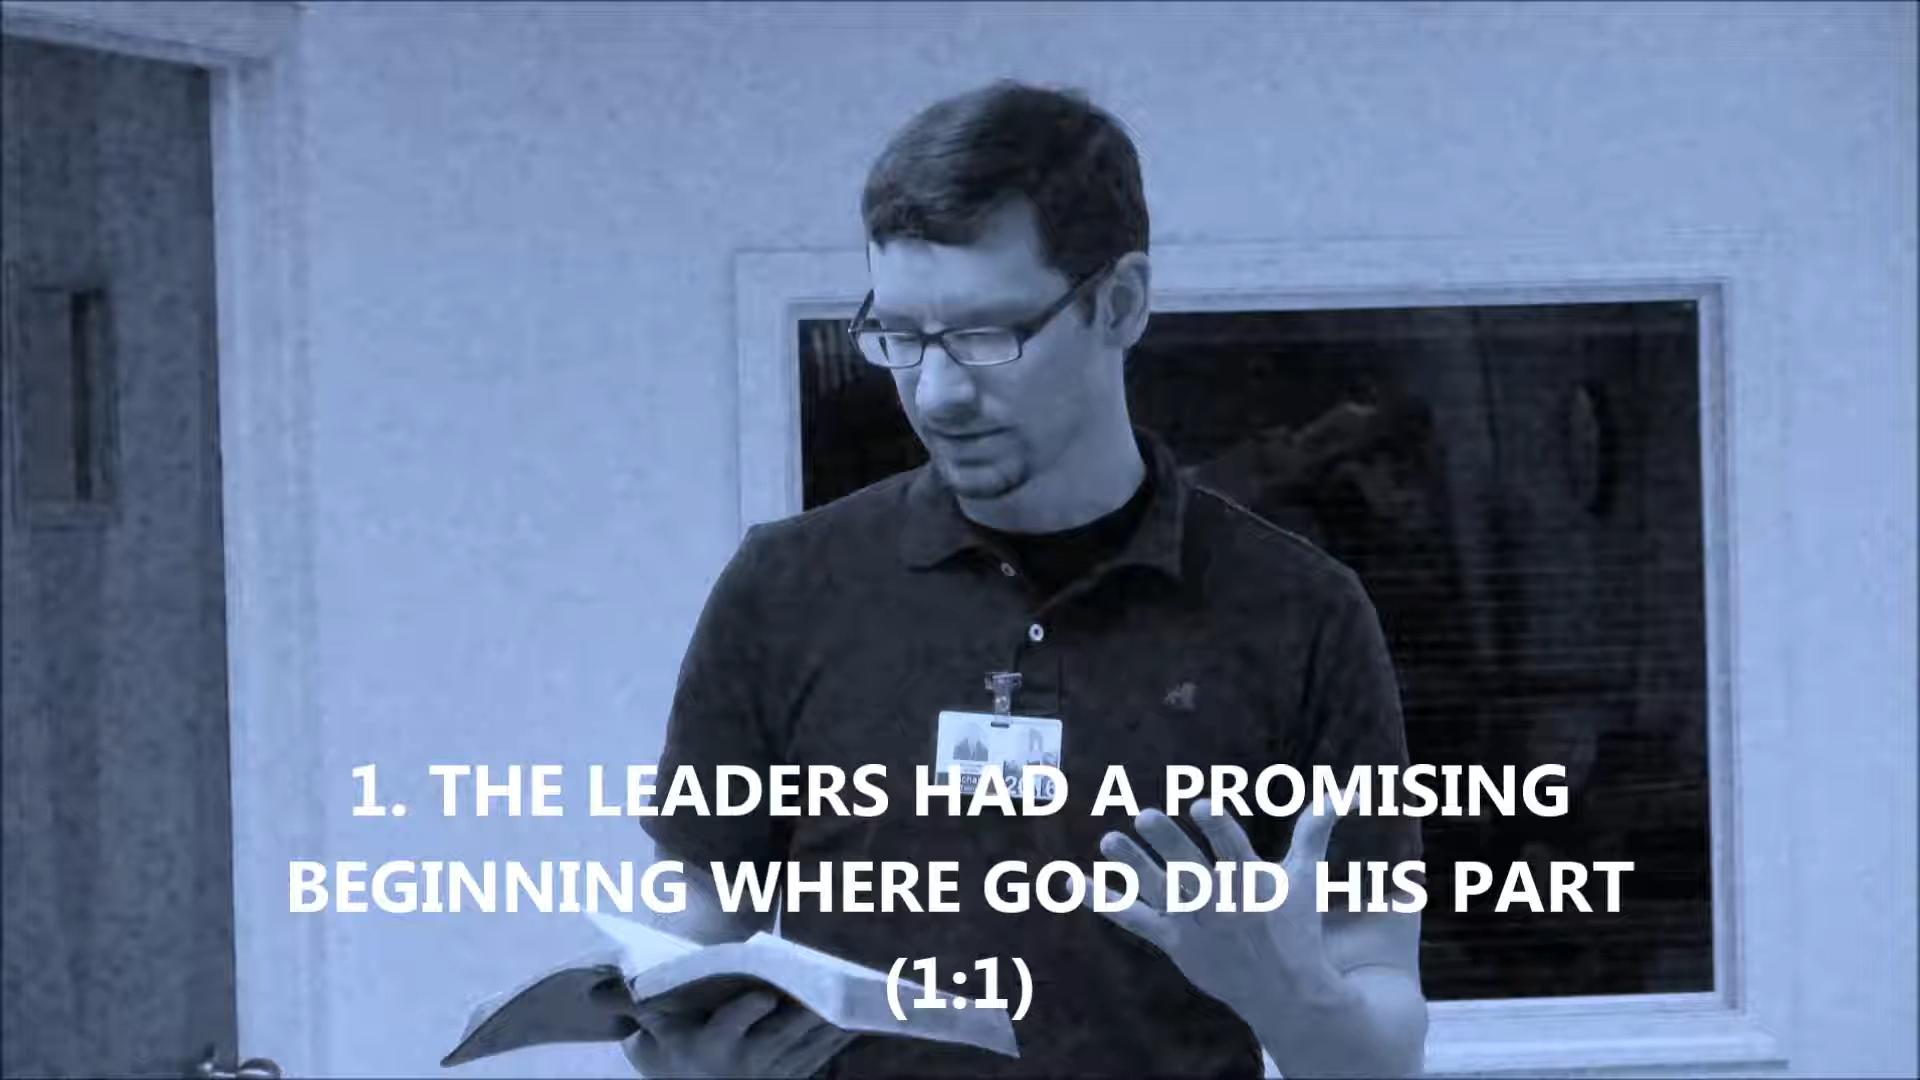 1. THE LEADERS HAD A PROMISING
BEGINNING WHERE GOD DID HIS PART
(1:1)